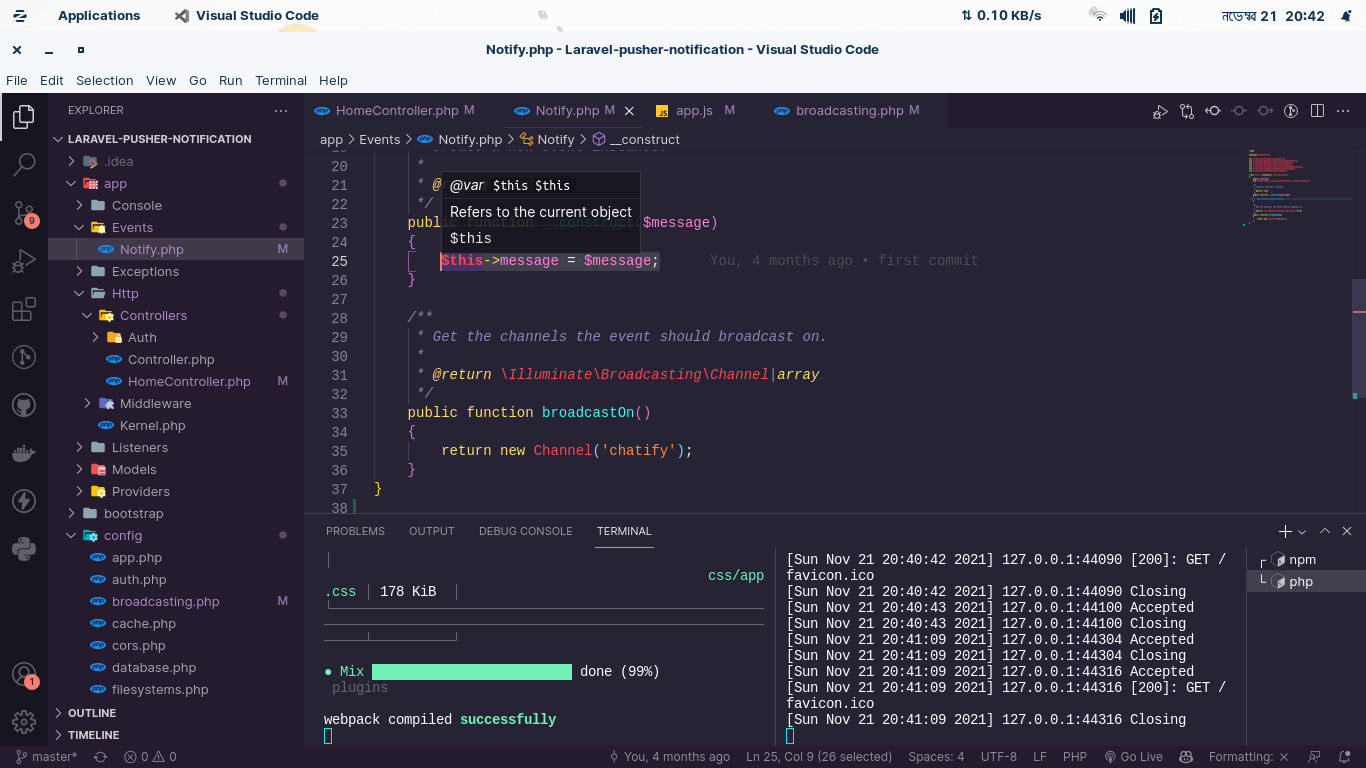 Applications
Visual Studio Code
⇅ 0.10 KB/s
নভেম্বর 21 20:42
Notify.php - Laravel-pusher-notification - Visual Studio Code
File Edit Selection View Go Run Terminal Help
EXPLORER
HomeController.php M
Notify.php M
app.js M
broadcasting.php M
app > Events > Notify.php > Notify > __construct
LARAVEL-PUSHER-NOTIFICATION
.idea
app
Console
Events
Notify.php M
Exceptions
Http
Controllers
Auth
Controller.php
HomeController.php M
Middleware
Kernel.php
Listeners
Models
Providers
bootstrap
config
app.php
auth.php
broadcasting.php M
cache.php
cors.php
database.php
filesystems.php
OUTLINE
TIMELINE
9
1
20 *
21 * @r
@var $this $this
Refers to the current object
$this
22 */
23 public function __construct($message)
24 {
25 $this->message = $message; You, 4 months ago • first commit
26 }
27
28 /**
29 * Get the channels the event should broadcast on.
30 *
31 * @return \Illuminate\Broadcasting\Channel|array
32 */
33 public function broadcastOn()
34 {
35 return new Channel('chatify');
36 }
37 }
38
PROBLEMS OUTPUT DEBUG CONSOLE TERMINAL
css/app
.css │ 178 KiB │
● Mix done (99%)
plugins
webpack compiled successfully
[Sun Nov 21 20:40:42 2021] 127.0.0.1:44090 [200]: GET /
favicon.ico
[Sun Nov 21 20:40:42 2021] 127.0.0.1:44090 Closing
[Sun Nov 21 20:40:43 2021] 127.0.0.1:44100 Accepted
[Sun Nov 21 20:40:43 2021] 127.0.0.1:44100 Closing
[Sun Nov 21 20:41:09 2021] 127.0.0.1:44304 Accepted
[Sun Nov 21 20:41:09 2021] 127.0.0.1:44304 Closing
[Sun Nov 21 20:41:09 2021] 127.0.0.1:44316 Accepted
[Sun Nov 21 20:41:09 2021] 127.0.0.1:44316 [200]: GET /
favicon.ico
[Sun Nov 21 20:41:09 2021] 127.0.0.1:44316 Closing
npm
php
master* 0 0 You, 4 months ago Ln 25, Col 9 (26 selected) Spaces: 4 UTF-8 LF PHP Go Live Formatting: ×